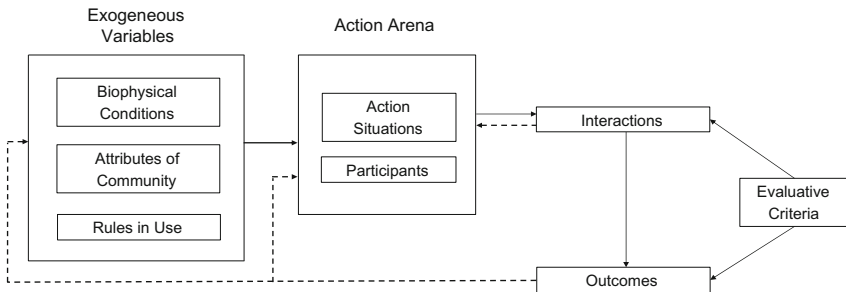 Exogeneous
Variables
Action Arena
Biophysical
Conditions
Attributes of
Community
Rules in Use
Action
Situations
Participants
Interactions
Evaluative
Criteria
Outcomes